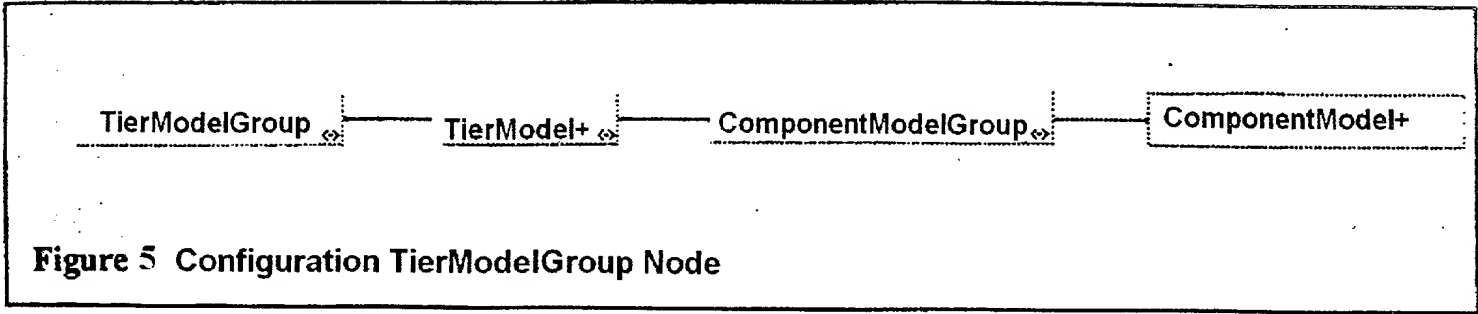 TierModelGroup <> TierModel+ <> ComponentModelGroup <> ComponentModel+
Figure 5 Configuration TierModelGroup Node